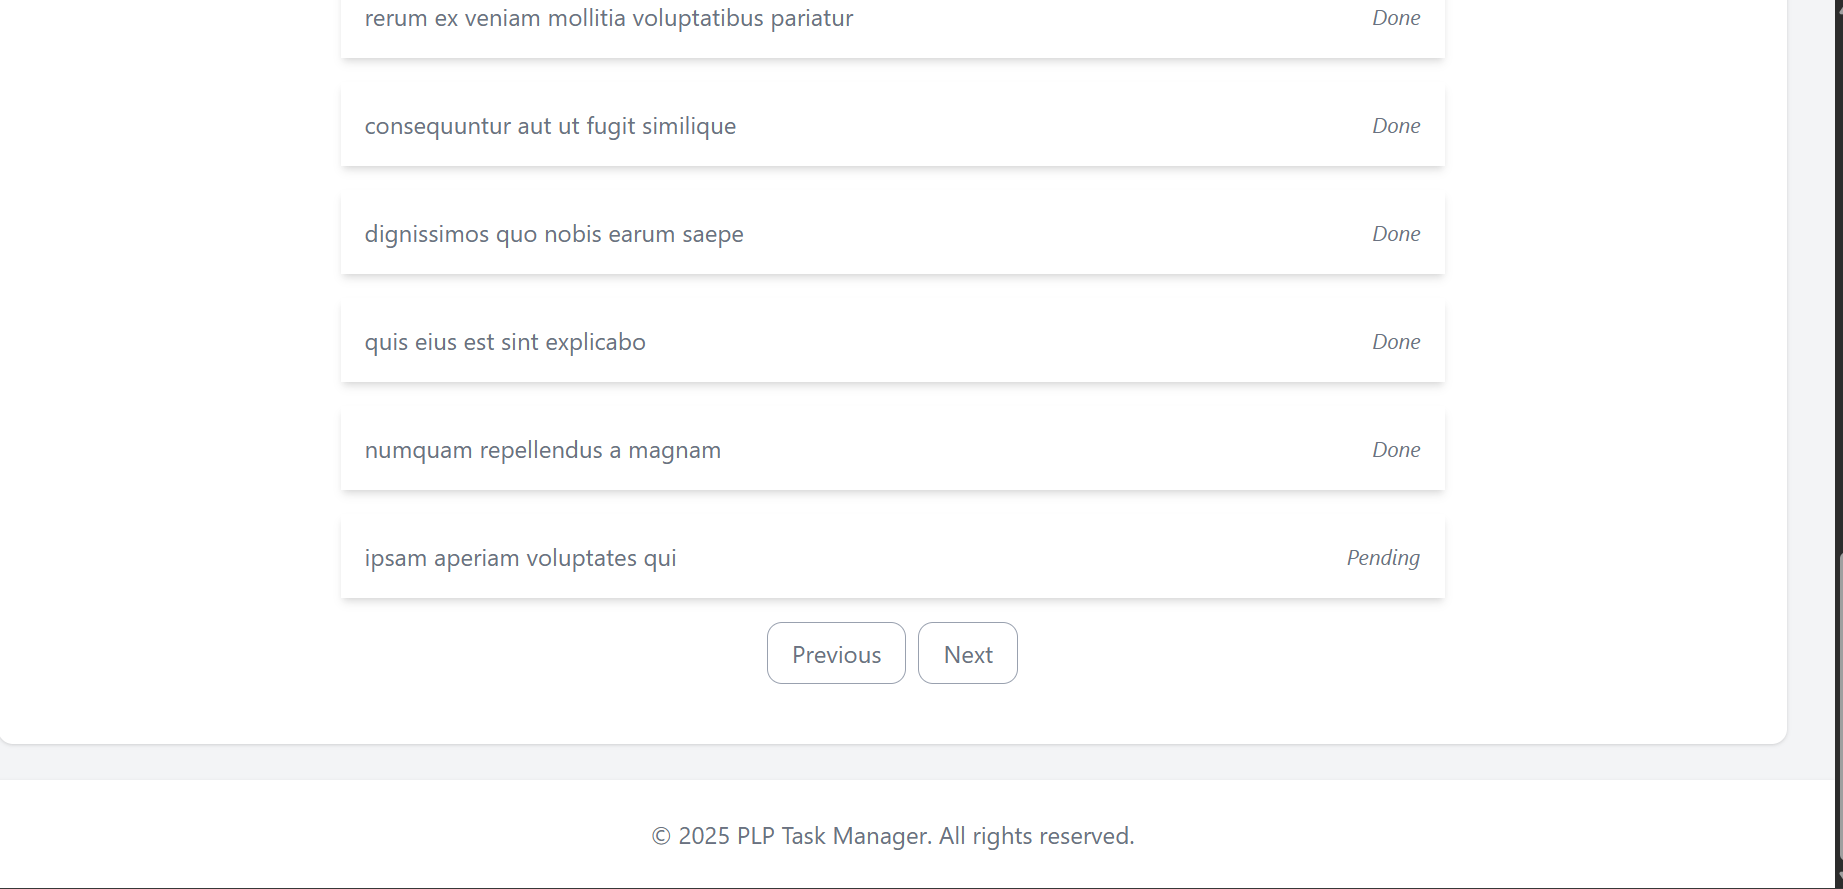 rerum ex veniam mollitia voluptatibus pariatur Done
consequuntur aut ut fugit similique Done
dignissimos quo nobis earum saepe Done
quis eius est sint explicabo Done
numquam repellendus a magnam Done
ipsam aperiam voluptates qui Pending
Previous Next
© 2025 PLP Task Manager. All rights reserved.